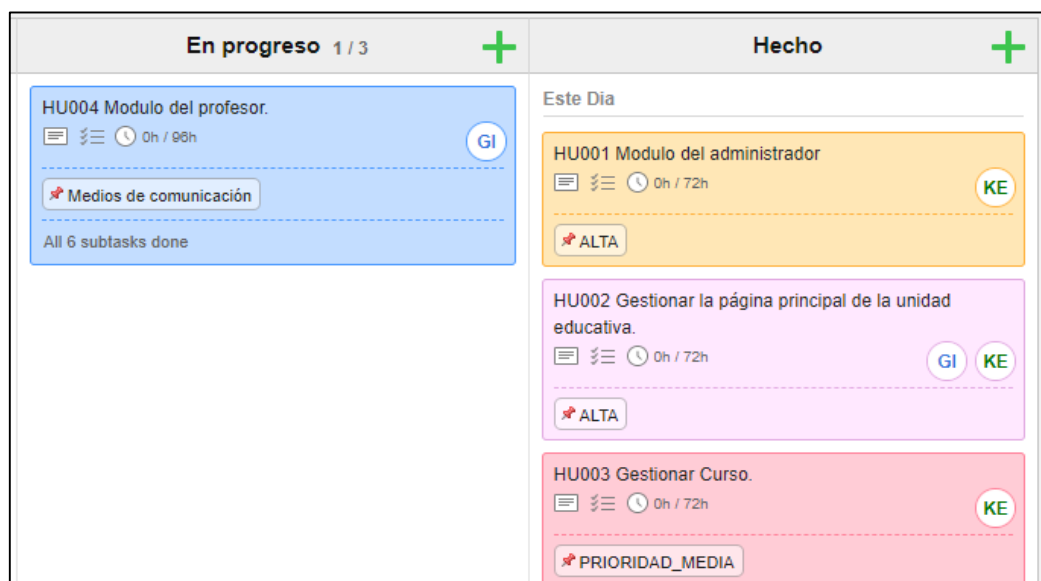 En progreso 1 / 3
HU004 Modulo del profesor.
0h / 96h
GI
Medios de comunicación
All 6 subtasks done
Hecho
Este Dia
HU001 Modulo del administrador
0h / 72h
KE
ALTA
HU002 Gestionar la página principal de la unidad
educativa.
0h / 72h
GI KE
ALTA
HU003 Gestionar Curso.
0h / 72h
KE
PRIORIDAD_MEDIA